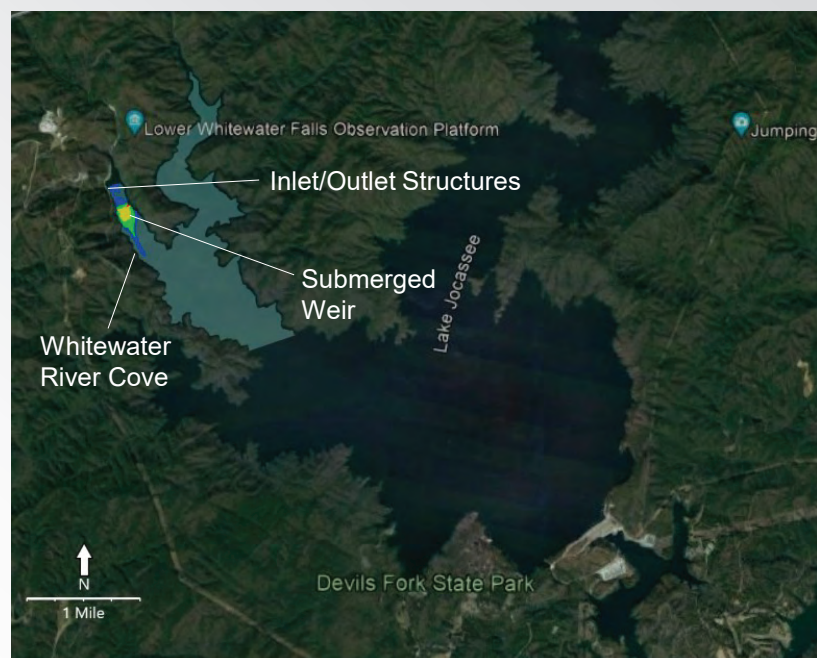 Lower Whitewater Falls Observation Platform
Jumping
Inlet/Outlet Structures
Submerged
Weir
Lake Jocassee
Whitewater
River Cove
N
1 Mile
Devils Fork State Park